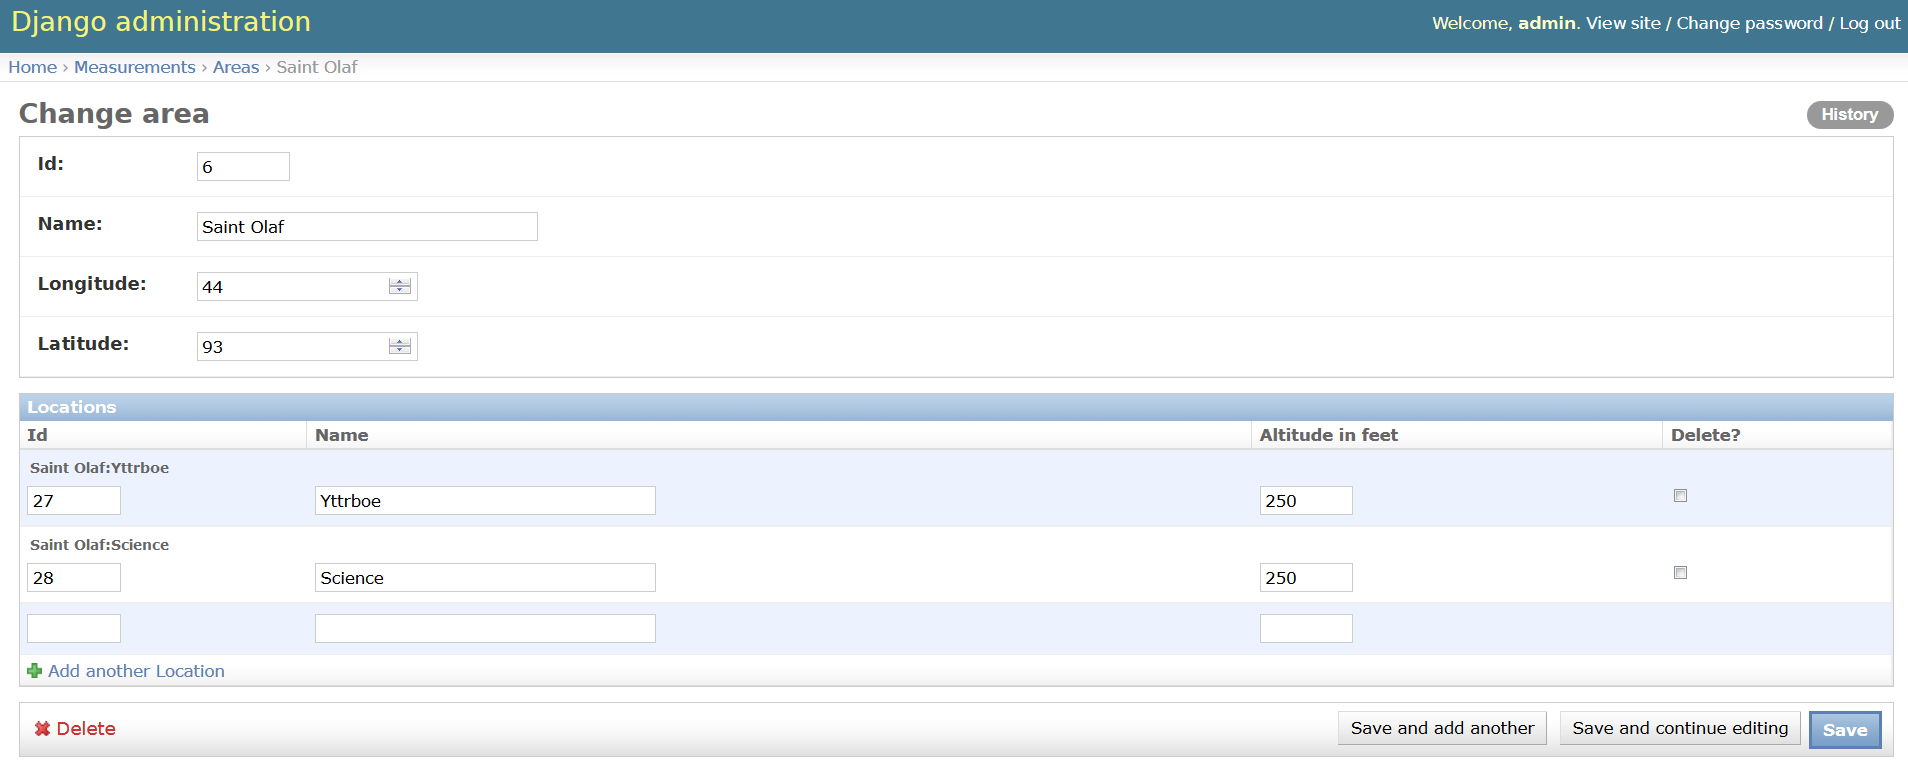 Django administration
Welcome, admin. View site / Change password / Log out
Home › Measurements › Areas › Saint Olaf
Change area
History
Id: 6
Name: Saint Olaf
Longitude: 44
Latitude: 93
Locations
Id Name Altitude in feet Delete?
Saint Olaf:Yttrboe
27 Yttrboe 250
Saint Olaf:Science
28 Science 250
Add another Location
Delete Save and add another Save and continue editing Save